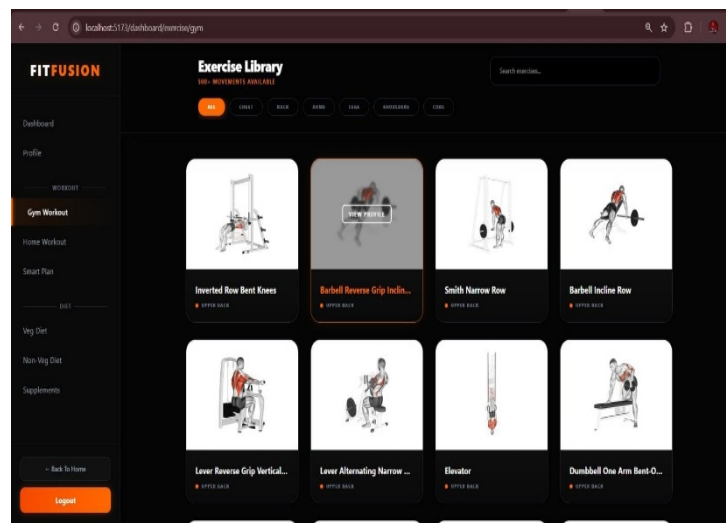 localhost:5173/dashboard/exercise/gym
FITFUSION
Exercise Library
500+ MOVEMENTS AVAILABLE
Search exercises...
ALL
CHEST
BACK
ARMS
LEGS
SHOULDERS
CORE
Dashboard
Profile
WORKOUT
Gym Workout
Home Workout
Smart Plan
DIET
Veg Diet
Non-Veg Diet
Supplements
← Back To Home
Logout
VIEW PROFILE
Inverted Row Bent Knees
UPPER BACK
Barbell Reverse Grip Inclin...
UPPER BACK
Smith Narrow Row
UPPER BACK
Barbell Incline Row
UPPER BACK
Lever Reverse Grip Vertical...
UPPER BACK
Lever Alternating Narrow ...
UPPER BACK
Elevator
UPPER BACK
Dumbbell One Arm Bent-O...
UPPER BACK